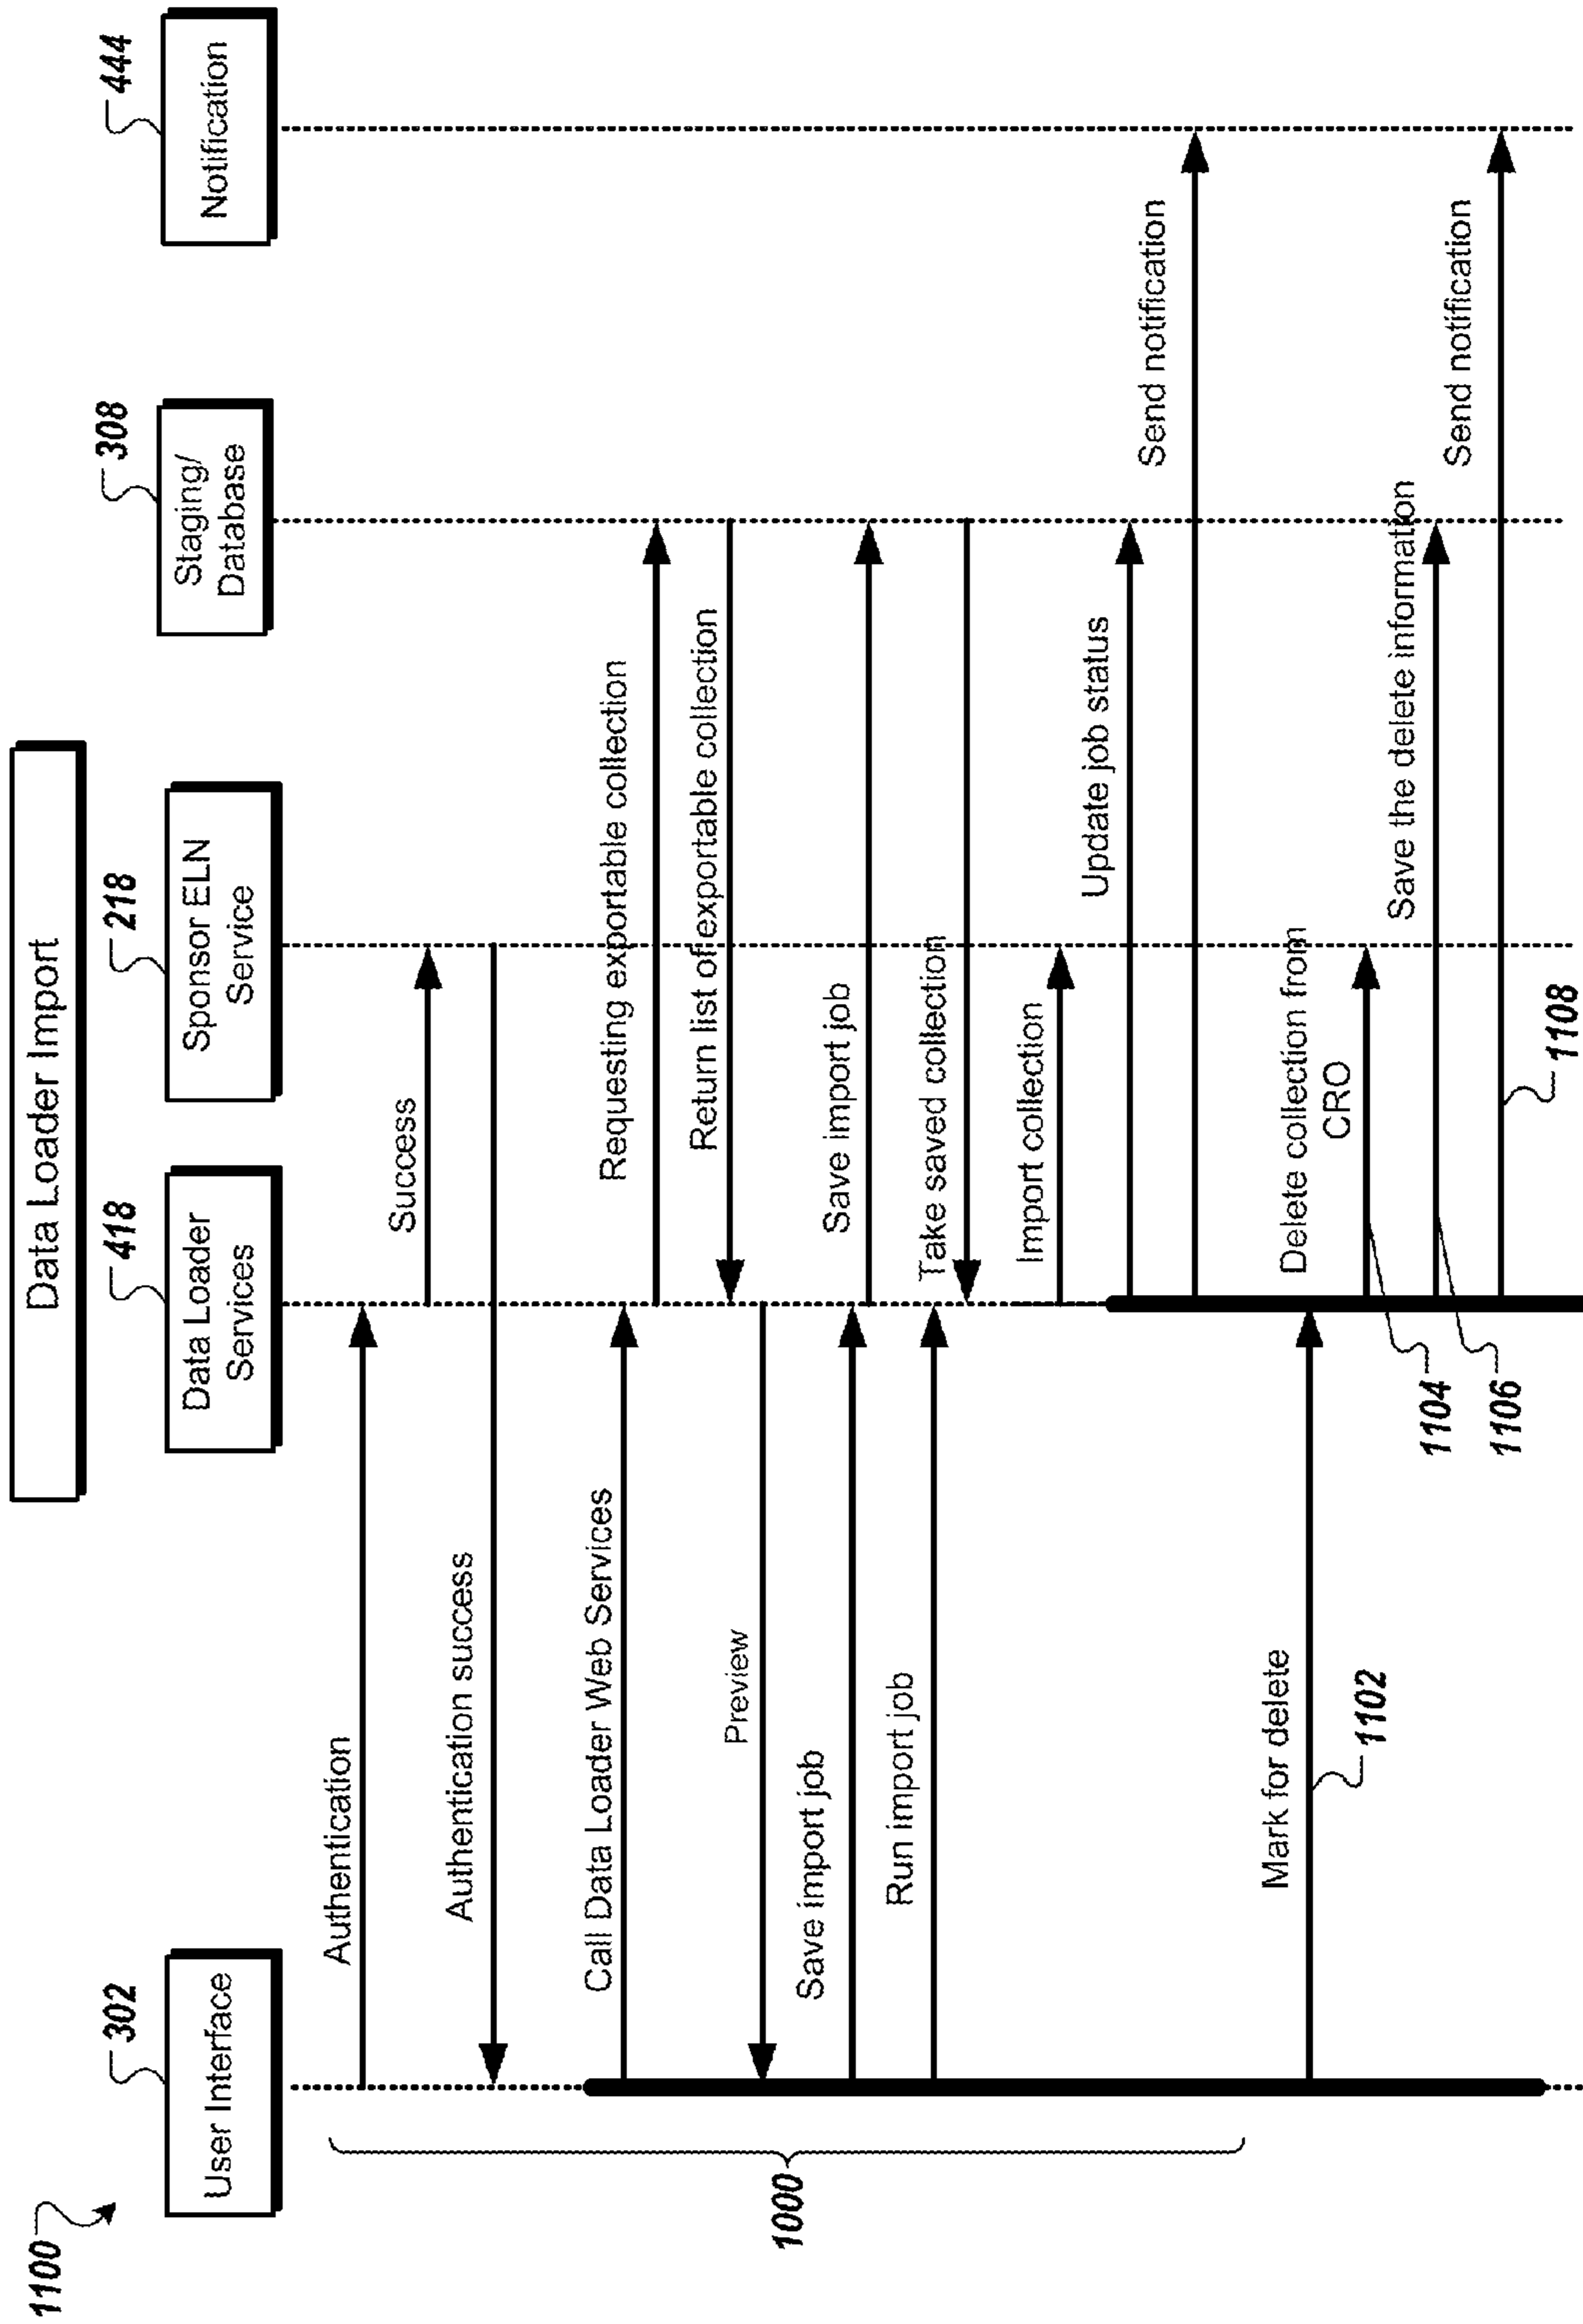 1100
Data Loader Import
302
418
218
308
444
User Interface
Data Loader
Services
Sponsor ELN
Service
Staging/
Database
Notification
Authentication
Success
Authentication success
Call Data Loader Web Services
Requesting exportable collection
Return list of exportable collection
Preview
Save import job
Save import job
Run import job
Take saved collection
1000
Import collection
Update job status
Send notification
Mark for delete
1102
Delete collection from
CRO
1104
Save the delete information
1106
Send notification
1108